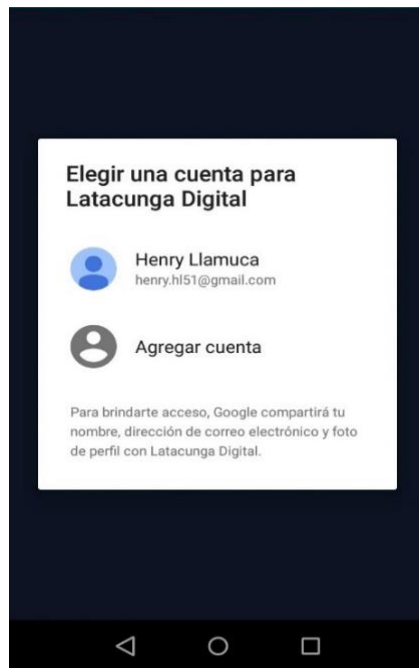 Elegir una cuenta para
Latacunga Digital
Henry Llamuca
henry.hl51@gmail.com
Agregar cuenta
Para brindarte acceso, Google compartirá tu
nombre, dirección de correo electrónico y foto
de perfil con Latacunga Digital.